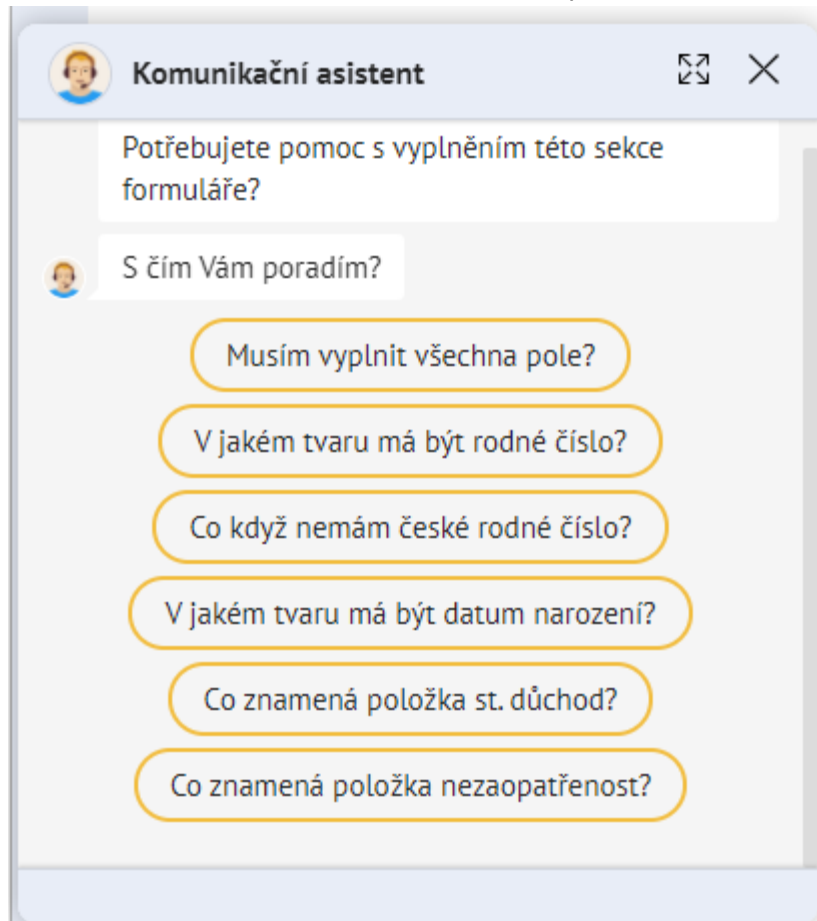 Komunikační asistent
Potřebujete pomoc s vyplněním této sekce
formuláře?
S čím Vám poradím?
Musím vyplnit všechna pole?
V jakém tvaru má být rodné číslo?
Co když nemám české rodné číslo?
V jakém tvaru má být datum narození?
Co znamená položka st. důchod?
Co znamená položka nezaopatřenost?